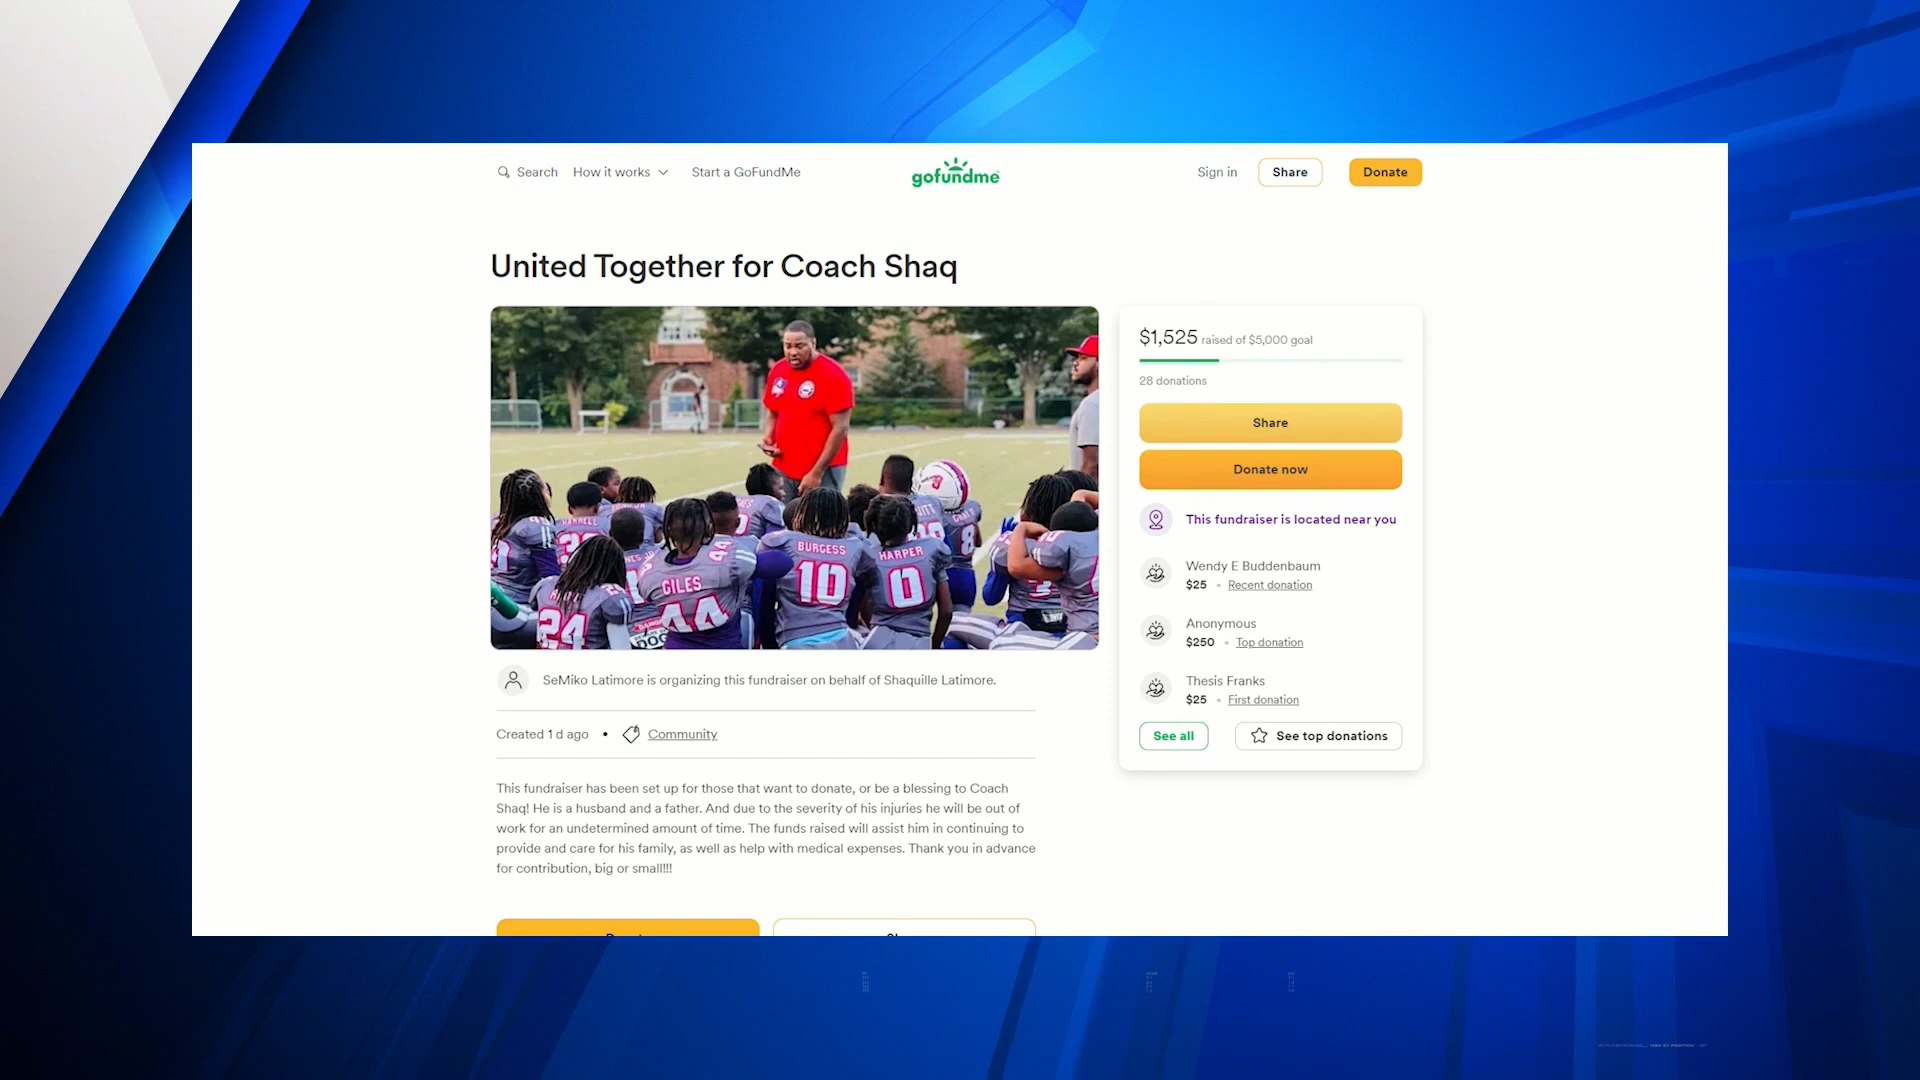 Search How it works Start a GoFundMe gofundme Sign in Share Donate
United Together for Coach Shaq
$1,525 raised of $5,000 goal
28 donations
Share
Donate now
This fundraiser is located near you
Wendy E Buddenbaum
$25 • Recent donation
Anonymous
$250 • Top donation
Thesis Franks
$25 • First donation
See all See top donations
GILES
44
BURGESS
10
HARPER
0
24
SeMiko Latimore is organizing this fundraiser on behalf of Shaquille Latimore.
Created 1 d ago • Community
This fundraiser has been set up for those that want to donate, or be a blessing to Coach
Shaq! He is a husband and a father. And due to the severity of his injuries he will be out of
work for an undetermined amount of time. The funds raised will assist him in continuing to
provide and care for his family, as well as help with medical expenses. Thank you in advance
for contribution, big or small!!!